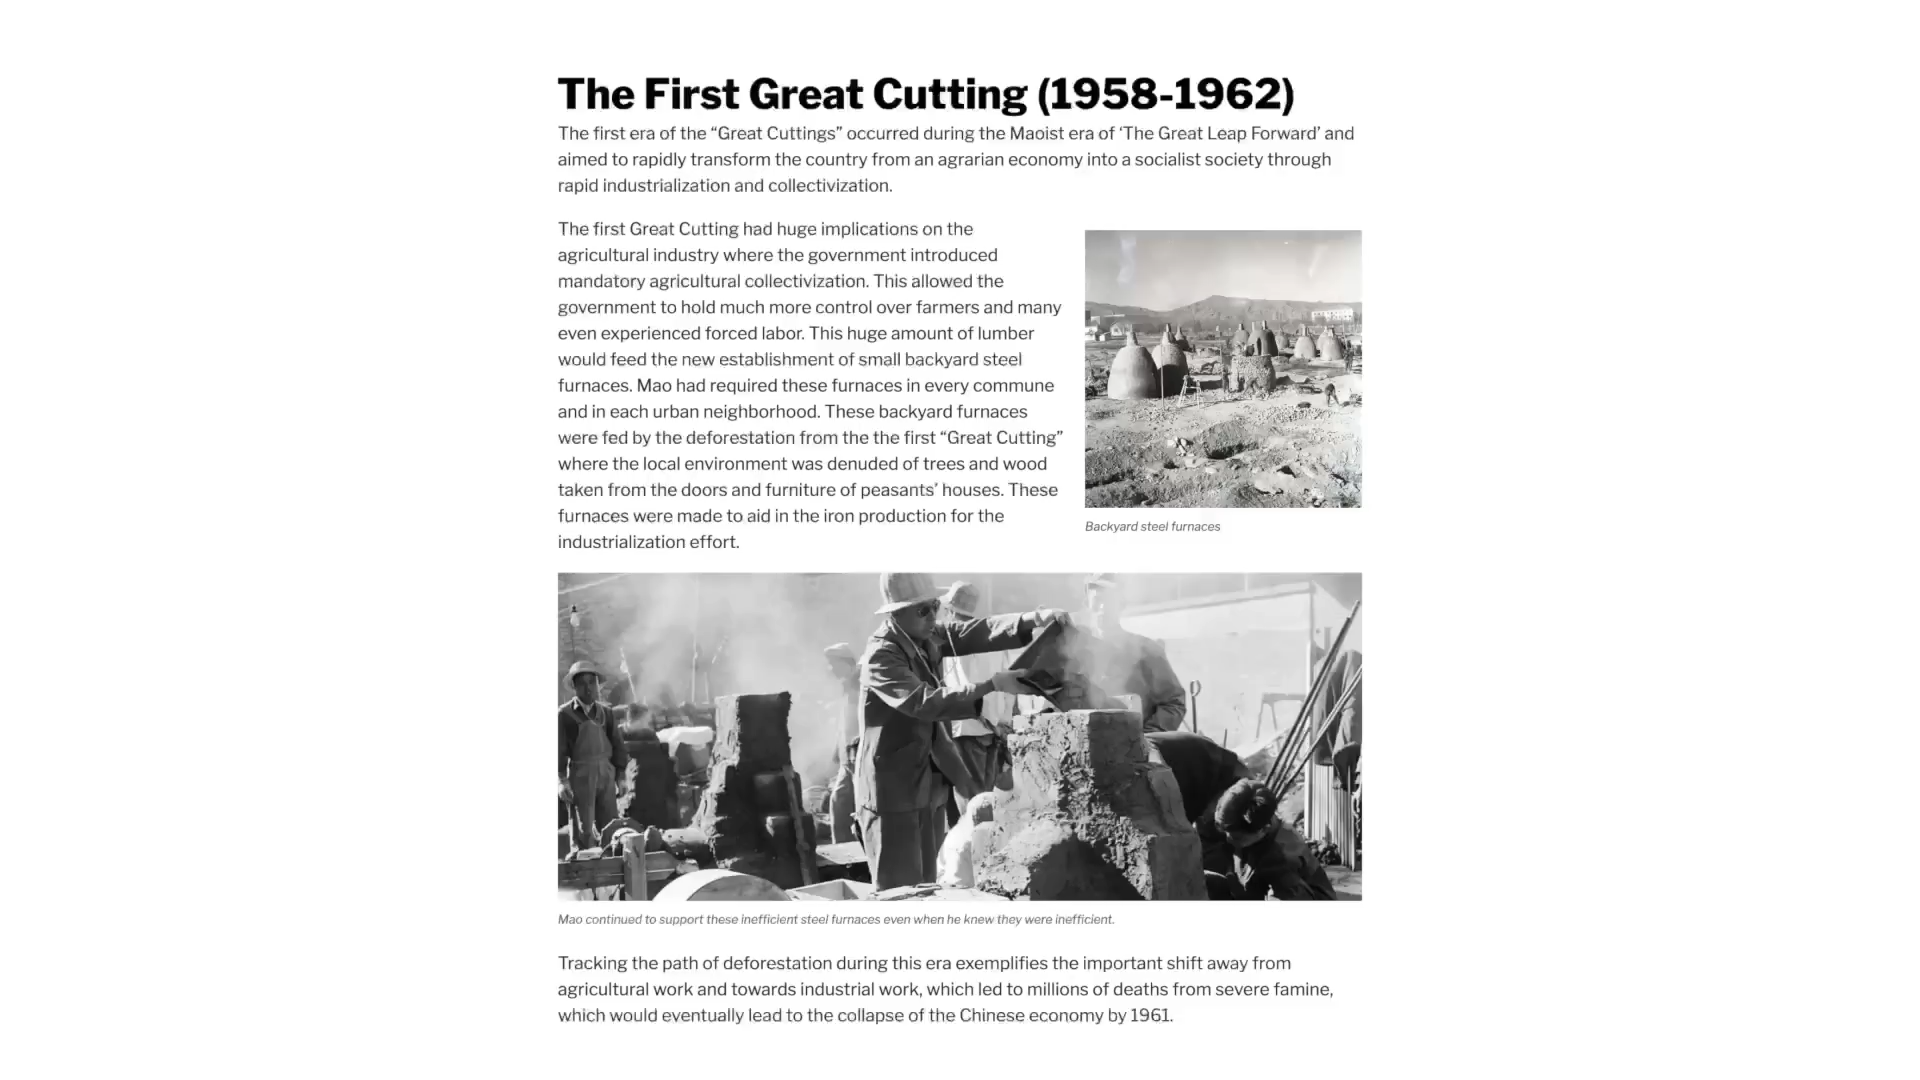 The First Great Cutting (1958-1962)
The first era of the “Great Cuttings” occurred during the Maoist era of ‘The Great Leap Forward’ and
aimed to rapidly transform the country from an agrarian economy into a socialist society through
rapid industrialization and collectivization.
The first Great Cutting had huge implications on the
agricultural industry where the government introduced
mandatory agricultural collectivization. This allowed the
government to hold much more control over farmers and many
even experienced forced labor. This huge amount of lumber
would feed the new establishment of small backyard steel
furnaces. Mao had required these furnaces in every commune
and in each urban neighborhood. These backyard furnaces
were fed by the deforestation from the the first “Great Cutting”
where the local environment was denuded of trees and wood
taken from the doors and furniture of peasants’ houses. These
furnaces were made to aid in the iron production for the
industrialization effort.
Backyard steel furnaces
Mao continued to support these inefficient steel furnaces even when he knew they were inefficient.
Tracking the path of deforestation during this era exemplifies the important shift away from
agricultural work and towards industrial work, which led to millions of deaths from severe famine,
which would eventually lead to the collapse of the Chinese economy by 1961.